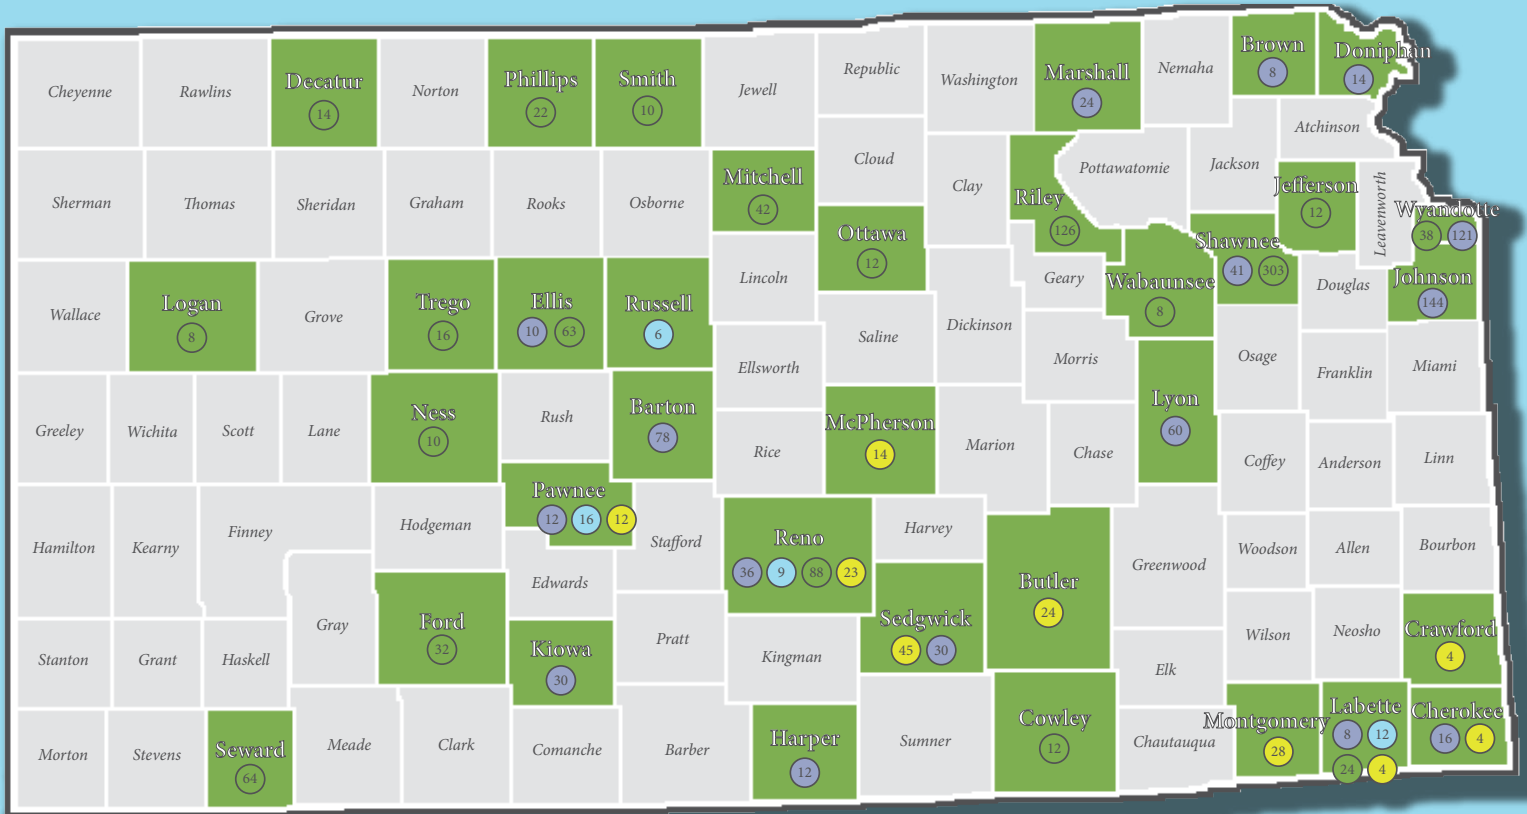 Cheyenne
Rawlins
Decatur
14
Norton
Phillips
22
Smith
10
Jewell
Republic
Washington
Marshall
24
Nemaha
Brown
8
Doniphan
14
Atchinson
Sherman
Thomas
Sheridan
Graham
Rooks
Osborne
Mitchell
42
Cloud
Clay
Riley
126
Pottawatomie
Jackson
Jefferson
12
Leavenworth
Wyandotte
38 121
Ottawa
12
Lincoln
Geary
Wabaunsee
8
Shawnee
41 303
Douglas
Johnson
144
Wallace
Logan
8
Grove
Trego
16
Ellis
10 63
Russell
6
Saline
Dickinson
Morris
Osage
Franklin
Miami
Ellsworth
Greeley
Wichita
Scott
Lane
Ness
10
Rush
Barton
78
Rice
McPherson
14
Marion
Chase
Lyon
60
Coffey
Anderson
Linn
Hamilton
Kearny
Finney
Hodgeman
Pawnee
12 16 12
Stafford
Reno
36 9 88 23
Harvey
Butler
24
Greenwood
Woodson
Allen
Bourbon
Edwards
Gray
Ford
32
Kiowa
30
Pratt
Kingman
Sedgwick
45 30
Elk
Wilson
Neosho
Crawford
4
Stanton
Grant
Haskell
Morton
Stevens
Seward
64
Meade
Clark
Comanche
Barber
Harper
12
Sumner
Cowley
12
Chautauqua
Montgomery
28
Labette
8 12
24 4
Cherokee
16 4